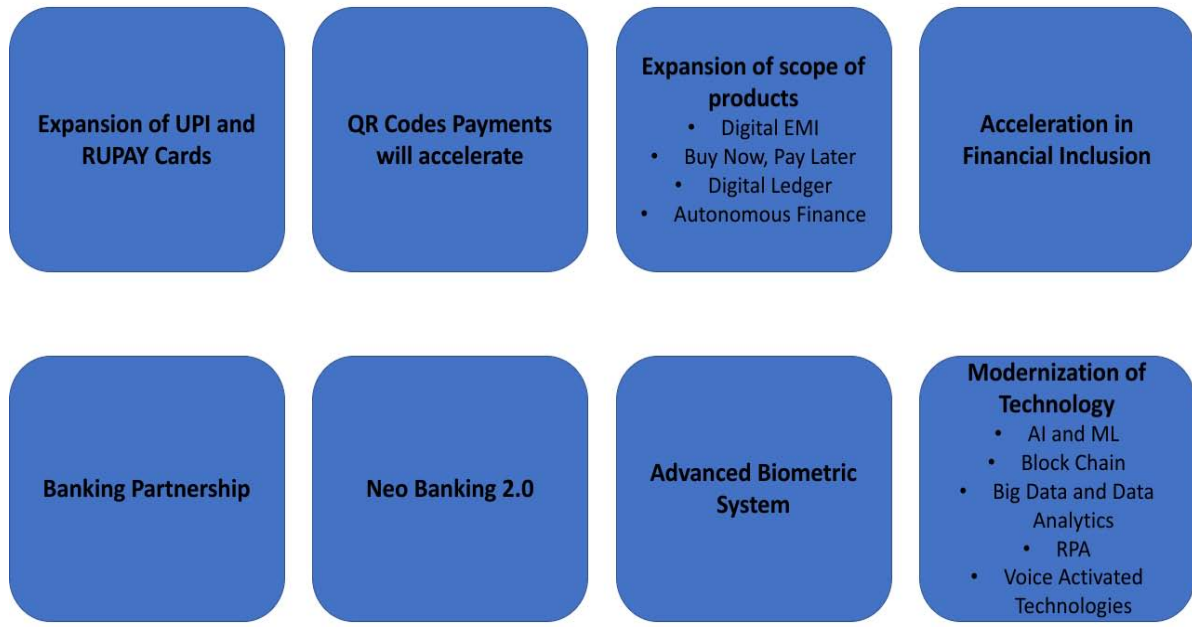 Expansion of UPI and
RUPAY Cards
QR Codes Payments
will accelerate
Expansion of scope of
products
• Digital EMI
• Buy Now, Pay Later
• Digital Ledger
• Autonomous Finance
Acceleration in
Financial Inclusion
Banking Partnership
Neo Banking 2.0
Advanced Biometric
System
Modernization of
Technology
• AI and ML
• Block Chain
• Big Data and Data
Analytics
• RPA
• Voice Activated
Technologies